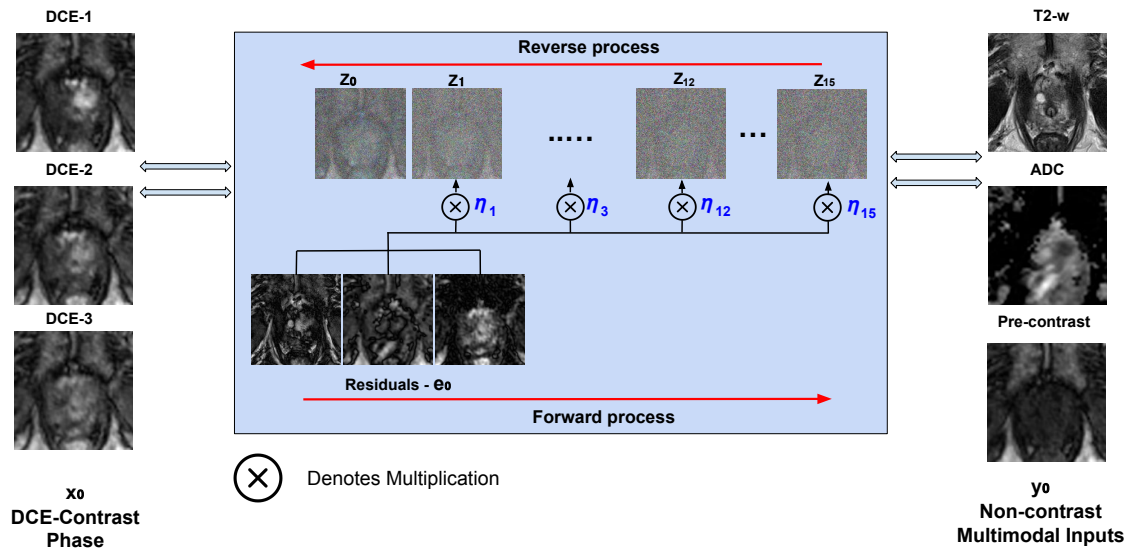 DCE-1
DCE-2
DCE-3
x₀
DCE-Contrast
Phase
Reverse process
Z₀ Z₁ Z₁₂ Z₁₅
..... ...
η₁ η₃ η₁₂ η₁₅
Residuals - e₀
Forward process
Denotes Multiplication
T2-w
ADC
Pre-contrast
y₀
Non-contrast
Multimodal Inputs